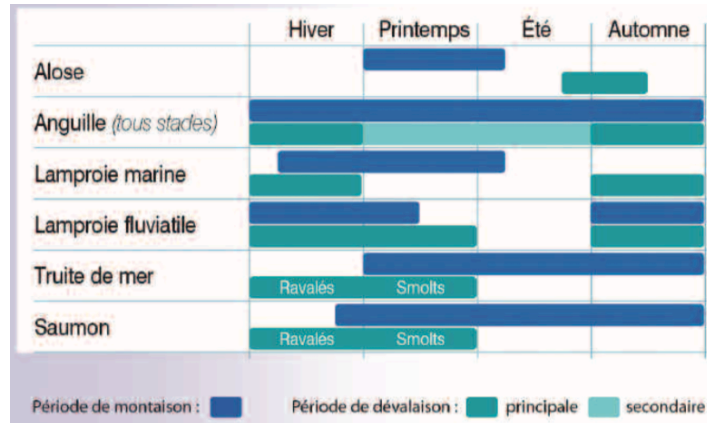 Hiver Printemps Été Automne
Alose
Anguille (tous stades)
Lamproie marine
Lamproie fluviatile
Truite de mer
Ravalés Smolts
Saumon
Ravalés Smolts
Période de montaison : Période de dévalaison : principale secondaire